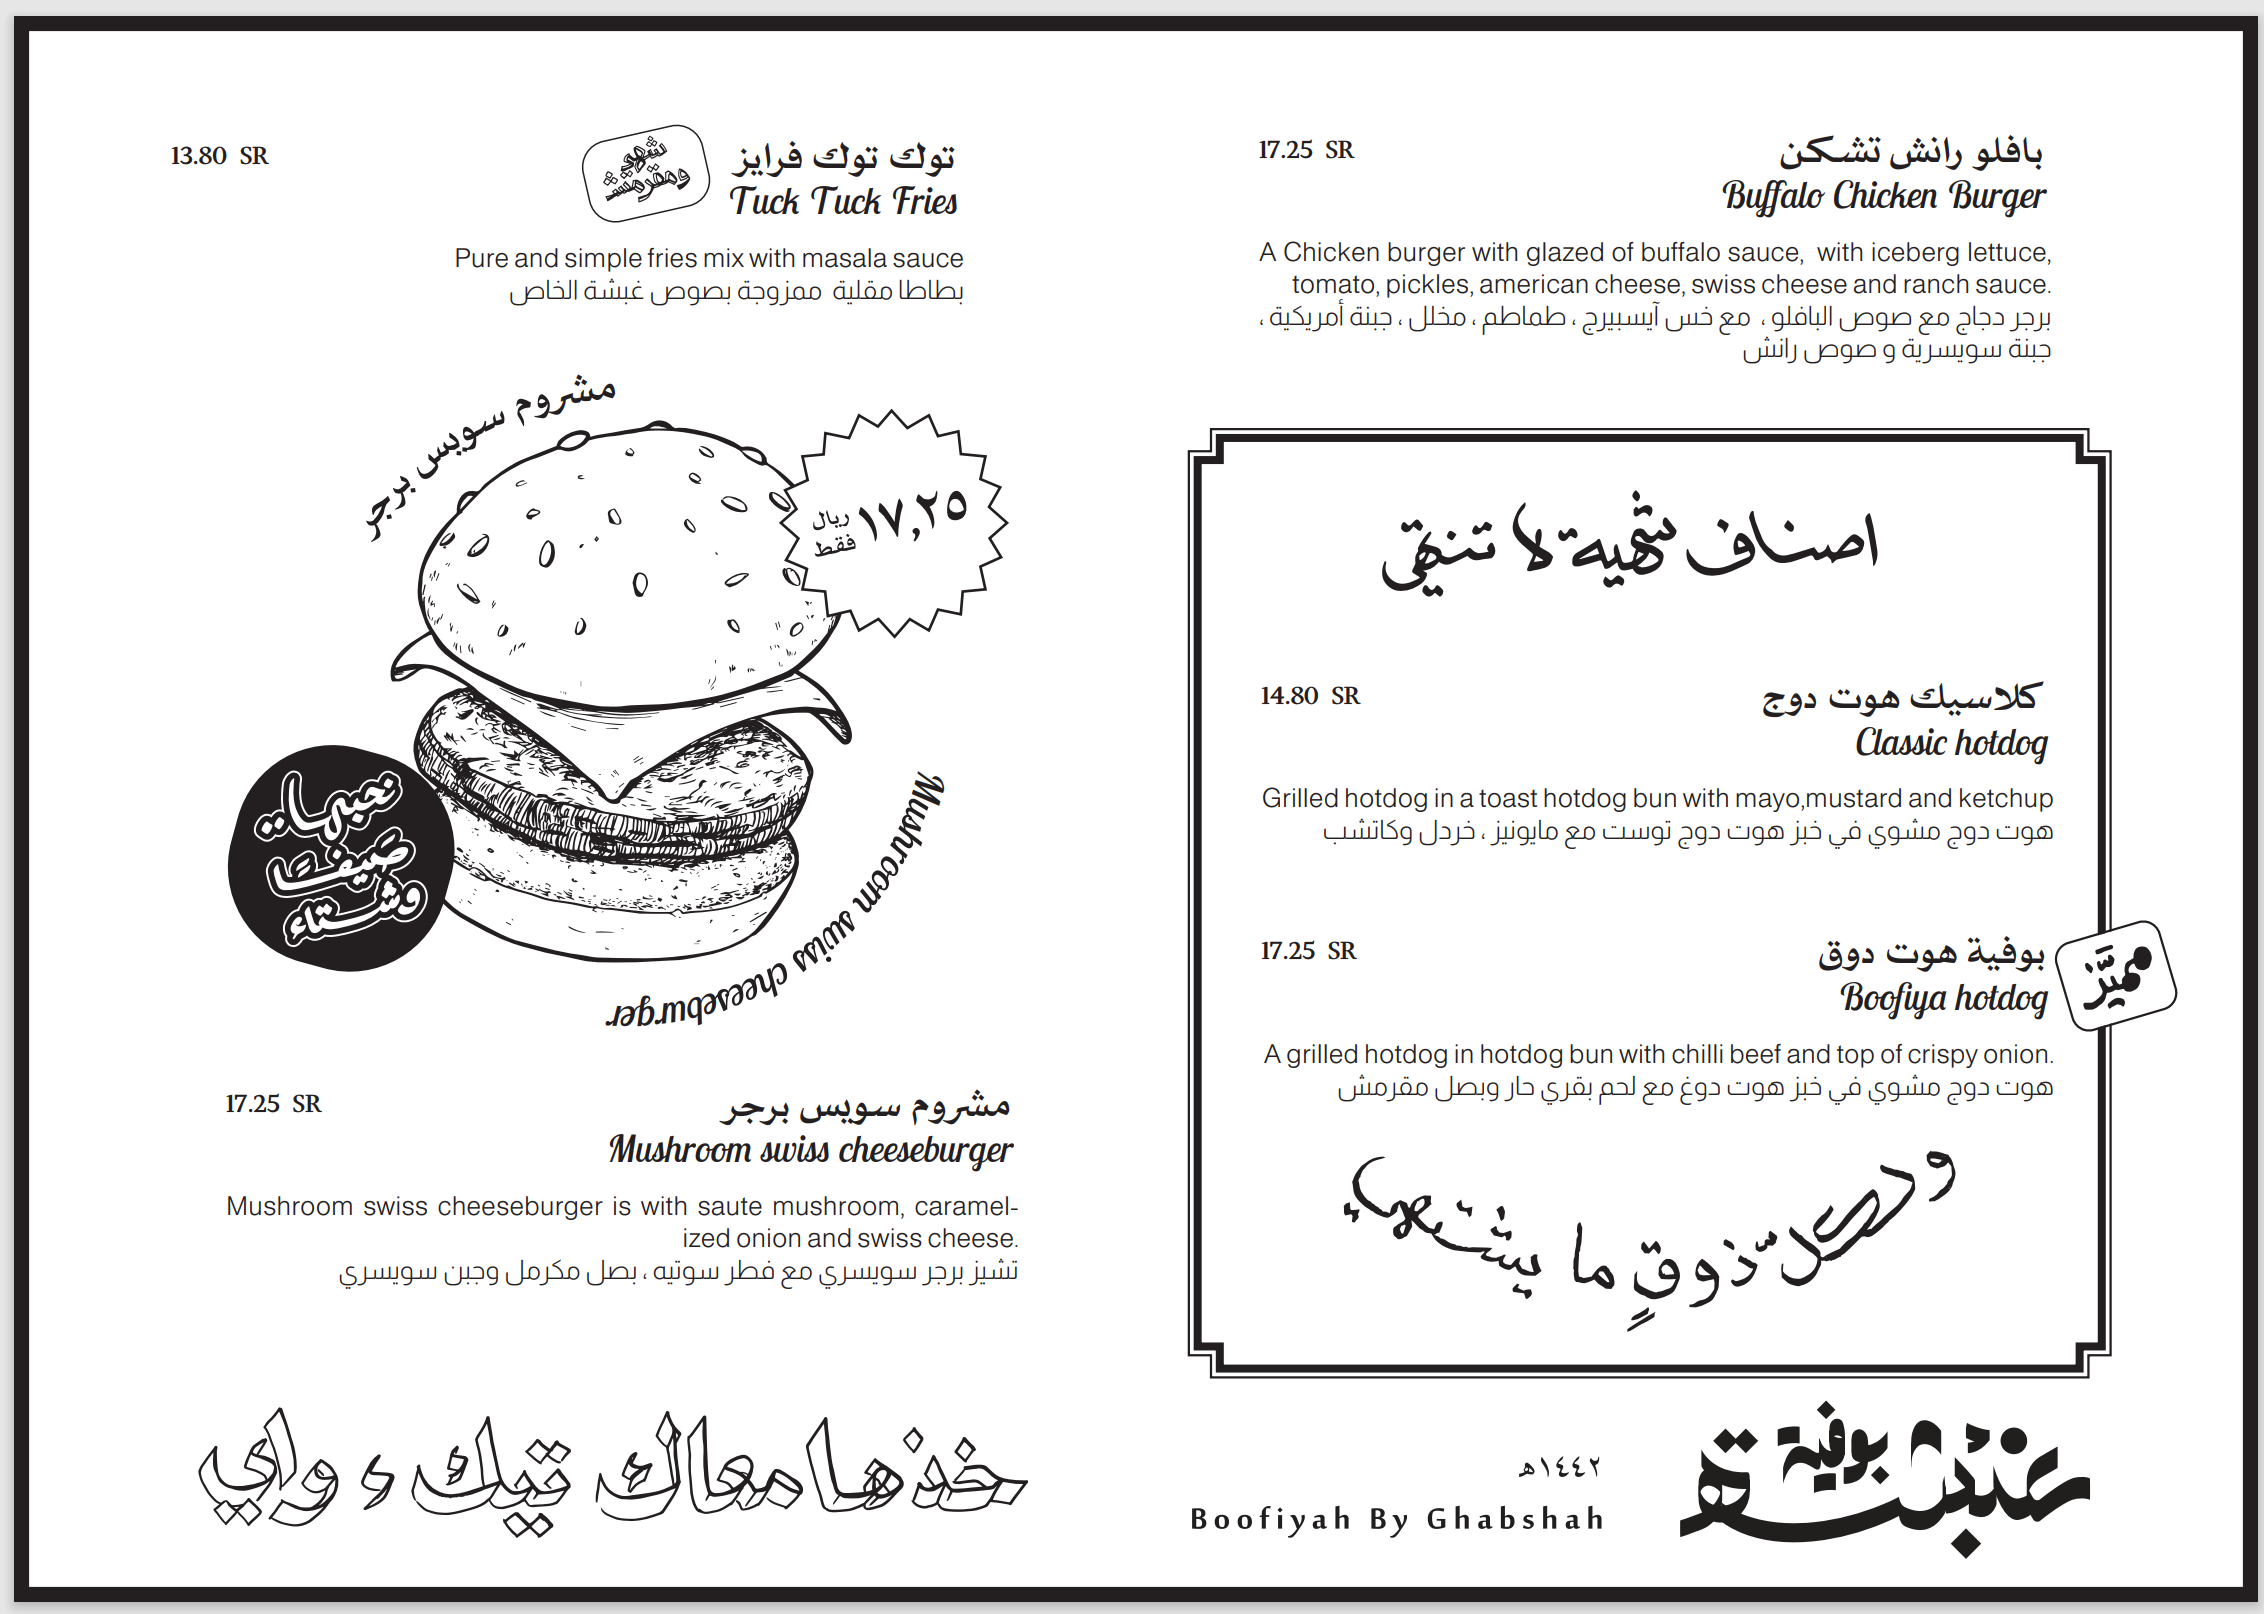 13.80 SR
توك توك فرايز
Tuck Tuck Fries
شهي
ومقرمش
Pure and simple fries mix with masala sauce
بطاطا مقلية ممزوجة بصوص غبشة الخاص
مشروم سويس برجر
١٧,٢٥
ريال
فقط
نحبها
صيف
وشتاء
Mushroom swiss cheeseburger
17.25 SR
مشروم سويس برجر
Mushroom swiss cheeseburger
Mushroom swiss cheeseburger is with saute mushroom, caramel-
ized onion and swiss cheese.
تشيز برجر سويسري مع فطر سوتيه ، بصل مكرمل وجبن سويسري
خذها معاك تيك ء واي
17.25 SR
بافلو رانش تشكن
Buffalo Chicken Burger
A Chicken burger with glazed of buffalo sauce, with iceberg lettuce,
tomato, pickles, american cheese, swiss cheese and ranch sauce.
برجر دجاج مع صوص البافلو ، مع خس آيسبيرج ، طماطم ، مخلل ، جبنة أمريكية ،
جبنة سويسرية و صوص رانش
اصناف شهية لا تنتهي
14.80 SR
كلاسيك هوت دوج
Classic hotdog
Grilled hotdog in a toast hotdog bun with mayo,mustard and ketchup
هوت دوج مشوي في خبز هوت دوج توست مع مايونيز ، خردل وكاتشب
17.25 SR
بوفية هوت دوق
Boofiya hotdog
مميَّز
A grilled hotdog in hotdog bun with chilli beef and top of crispy onion.
هوت دوج مشوي في خبز هوت دوغ مع لحم بقري حار وبصل مقرمش
ولكلّ ذوقٍ ما يشتهي
بوفية
غبشة
١٤٤٢هـ
Boofiyah By Ghabshah